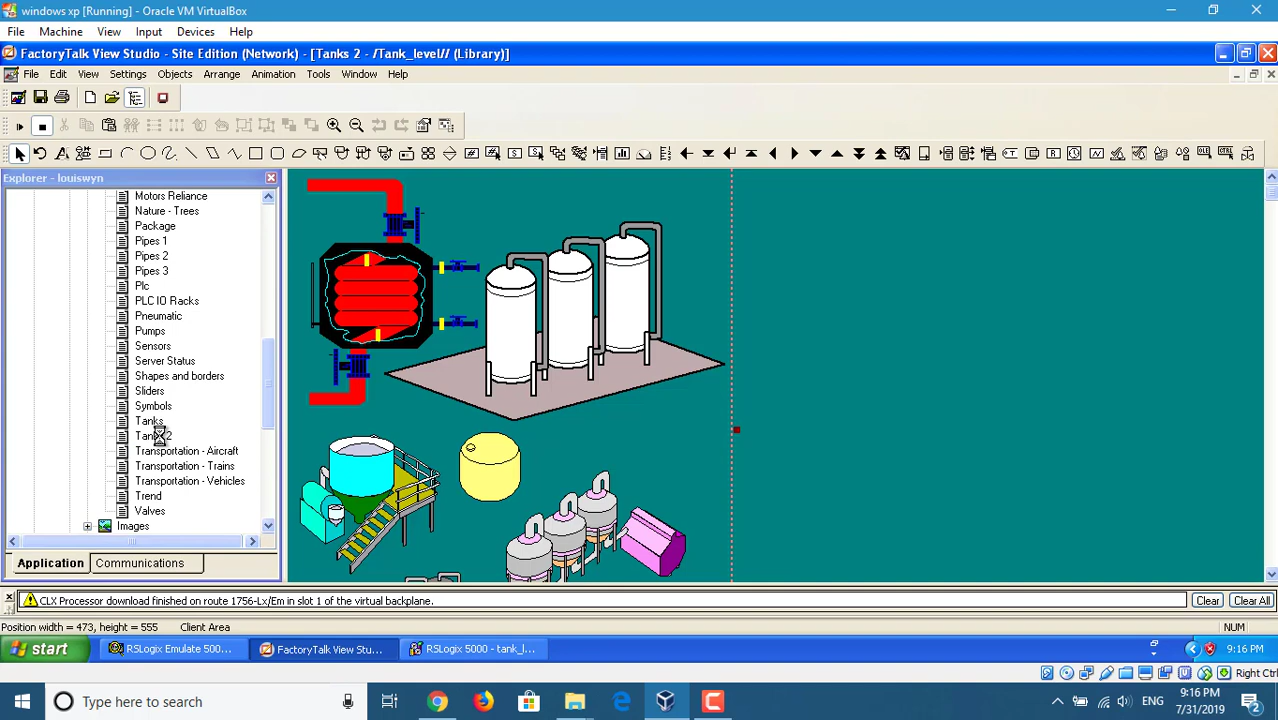 windows xp [Running] - Oracle VM VirtualBox
File Machine View Input Devices Help
FactoryTalk View Studio - Site Edition (Network) - [Tanks 2 - /Tank_level// (Library)]
File Edit View Settings Objects Arrange Animation Tools Window Help
Explorer - louiswyn
Motors Reliance
Nature - Trees
Package
Pipes 1
Pipes 2
Pipes 3
Plc
PLC IO Racks
Pneumatic
Pumps
Sensors
Server Status
Shapes and borders
Sliders
Symbols
Tanks
Tanks 2
Transportation - Aircraft
Transportation - Trains
Transportation - Vehicles
Trend
Valves
Images
Application Communications
CLX Processor download finished on route 1756-Lx/Em in slot 1 of the virtual backplane.
Clear Clear All
Position width = 473, height = 555 Client Area NUM
start RSLogix Emulate 500... FactoryTalk View Stu... RSLogix 5000 - tank_l... 9:16 PM
Right Ctrl
Type here to search ENG 9:16 PM
7/31/2019 2